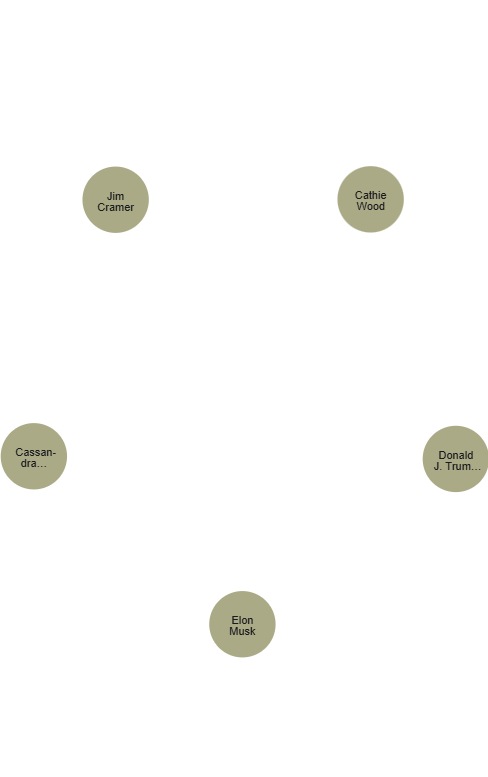 Jim
Cramer
Cathie
Wood
Cassan-
dra...
Donald
J. Trum...
Elon
Musk